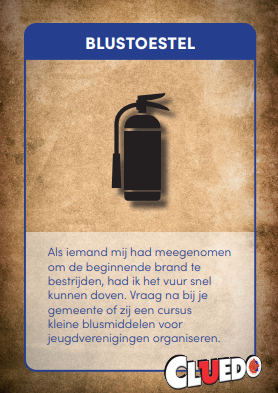 BLUSTOESTEL
Als iemand mij had meegenomen
om de beginnende brand te
bestrijden, had ik het vuur snel
kunnen doven. Vraag na bij je
gemeente of zij een cursus
kleine blusmiddelen voor
jeugdverenigingen organiseren.
CLUEDO